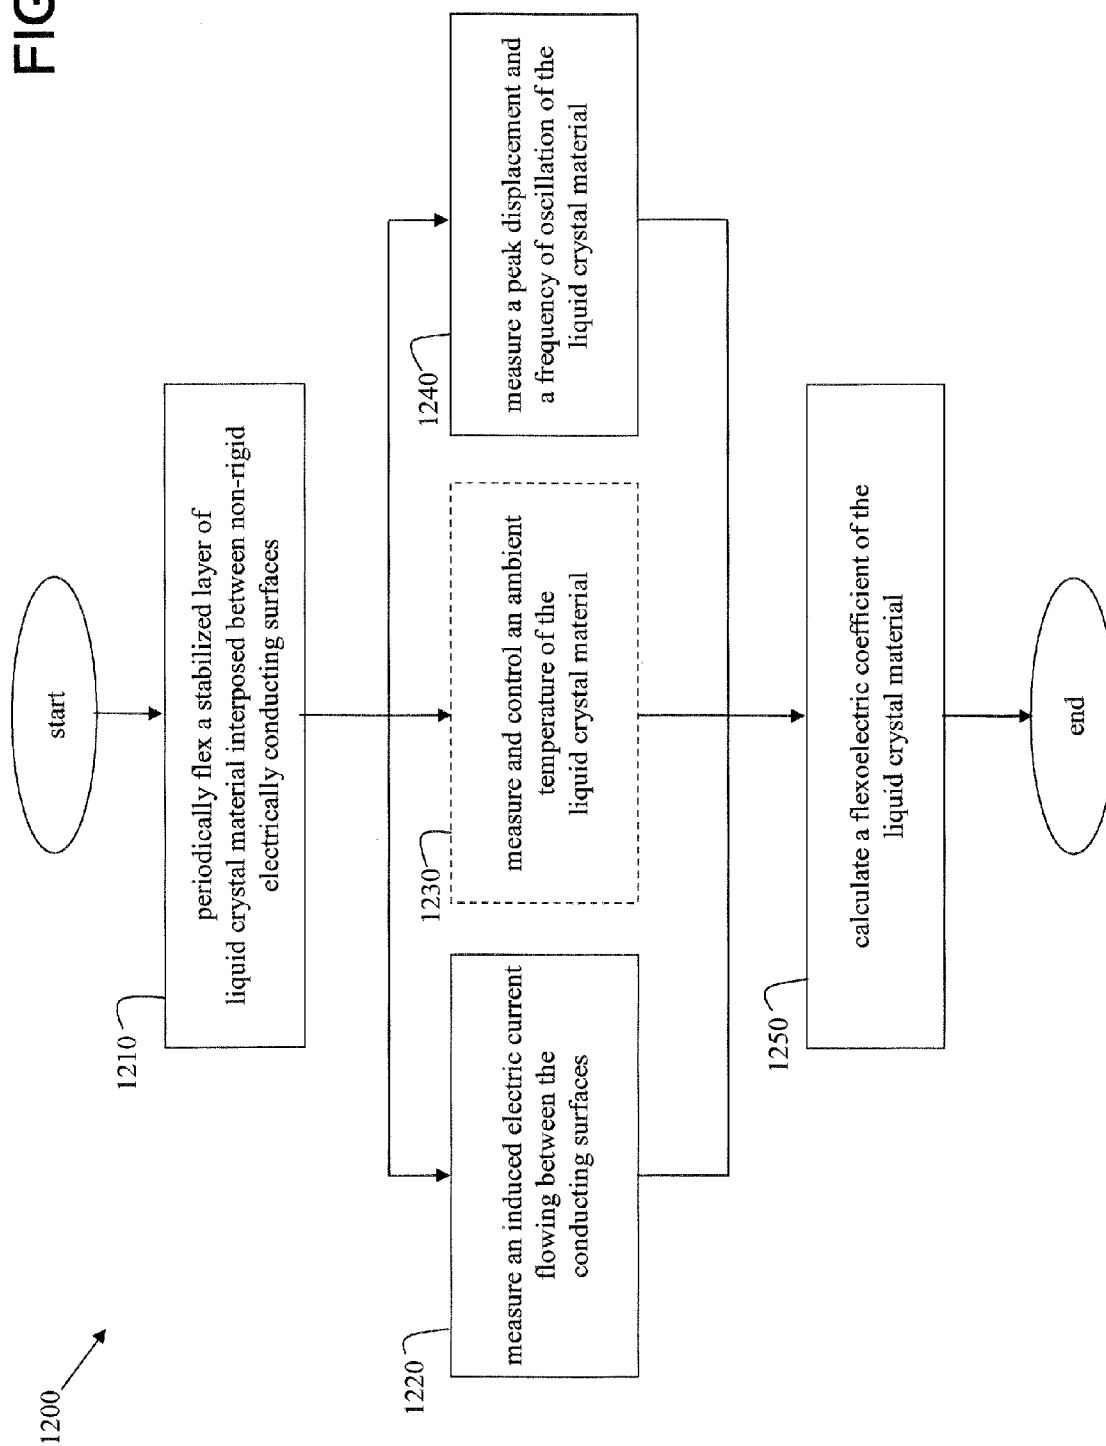 FIG
1200
start
1210
periodically flex a stabilized layer of
liquid crystal material interposed between non-rigid
electrically conducting surfaces
1220
measure an induced electric current
flowing between the
conducting surfaces
1230
measure and control an ambient
temperature of the
liquid crystal material
1240
measure a peak displacement and
a frequency of oscillation of the
liquid crystal material
1250
calculate a flexoelectric coefficient of the
liquid crystal material
end